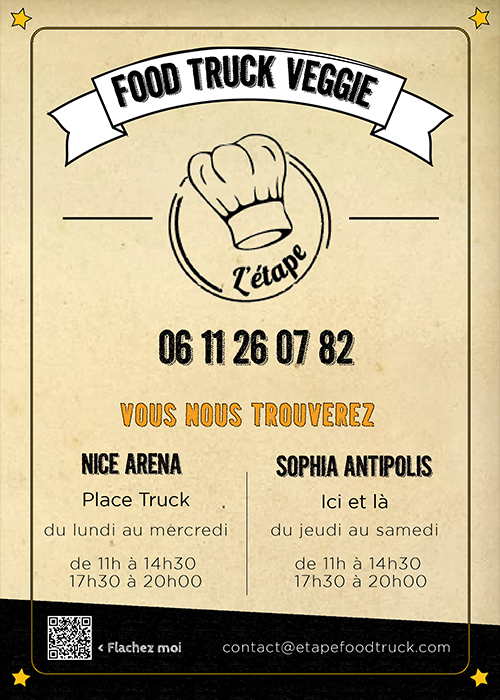 FOOD TRUCK VEGGIE
L'étape
06 11 26 07 82
VOUS NOUS TROUVEREZ
NICE ARENA
Place Truck
du lundi au mercredi
de 11h à 14h30
17h30 à 20h00
SOPHIA ANTIPOLIS
Ici et là
du jeudi au samedi
de 11h à 14h30
17h30 à 20h00
< Flachez moi
contact@etapefoodtruck.com